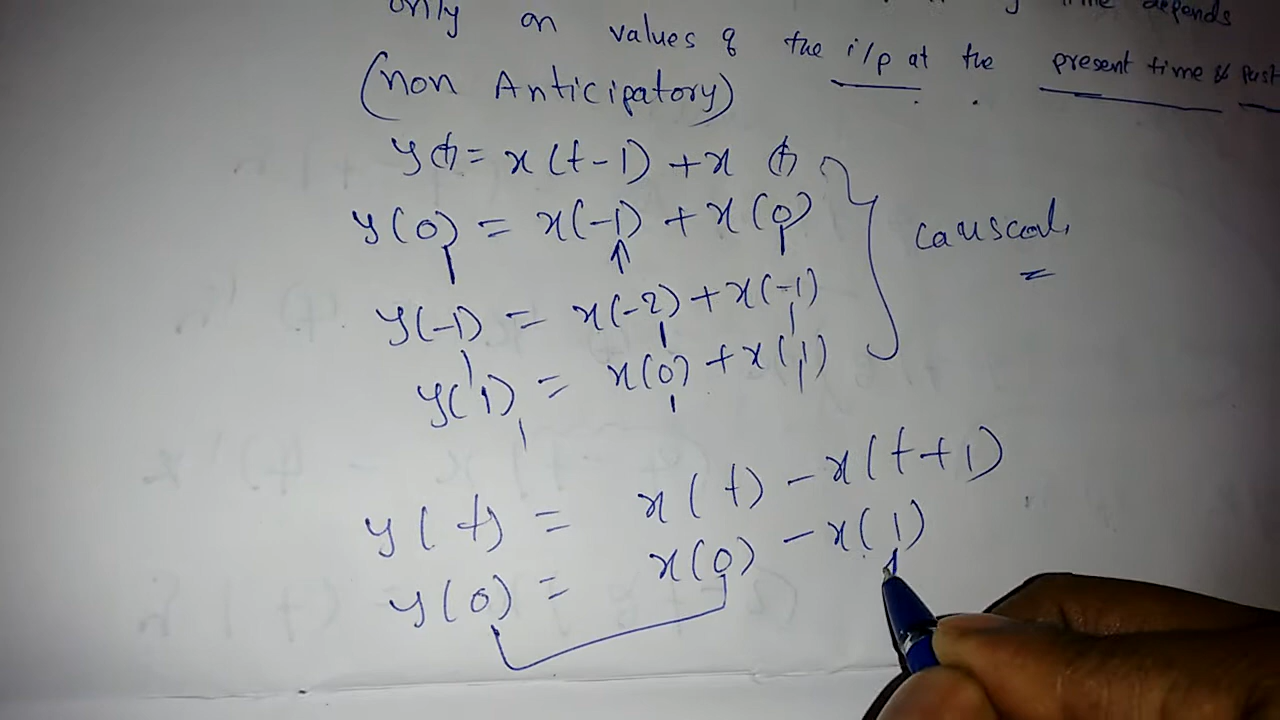 only on values of the i/p at the present time & past
(non Anticipatory)
y(t) = x(t-1) + x(t)
y(0) = x(-1) + x(0)
causal
y(-1) = x(-2) + x(-1)
y(1) = x(0) + x(1)
y(t) = x(t) - x(t+1)
y(0) = x(0) - x(1)